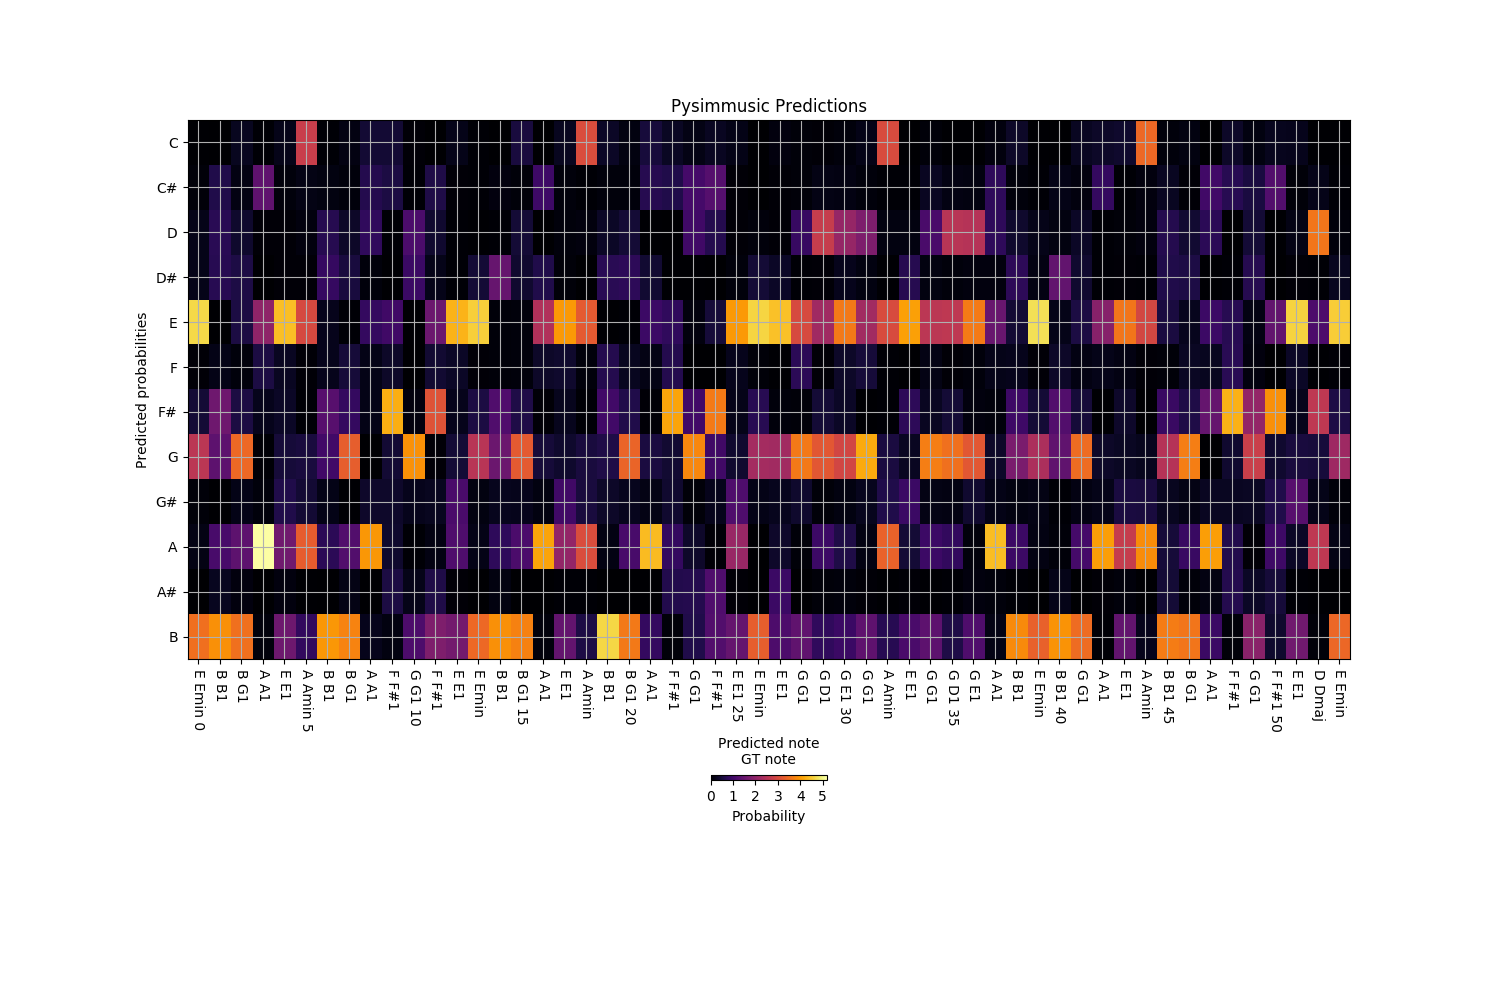 Pysimmusic Predictions
Predicted probabilities
C
C#
D
D#
E
F
F#
G
G#
A
A#
B
E Emin 0
B B1
B G1
A A1
E E1
A Amin 5
B B1
B G1
A A1
F F#1
G G1 10
F F#1
E E1
E Emin
B B1
B G1 15
A A1
E E1
A Amin
B B1
B G1 20
A A1
F F#1
G G1
F F#1
E E1 25
E Emin
E E1
G G1
G D1
G E1 30
G G1
A Amin
E E1
G G1
G D1 35
G E1
A A1
B B1
E Emin
B B1 40
G G1
A A1
E E1
A Amin
B B1 45
B G1
A A1
F F#1
G G1
F F#1 50
E E1
D Dmaj
E Emin
Predicted note
GT note
0 1 2 3 4 5
Probability